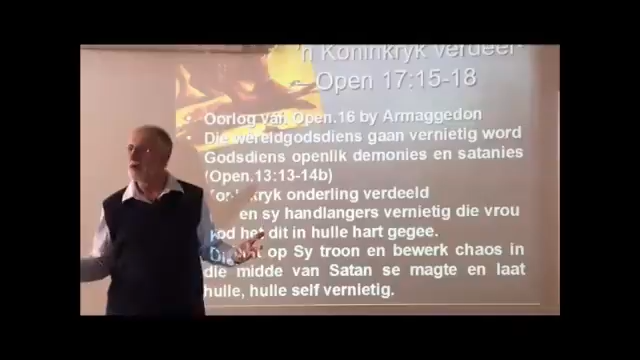 'n Koninkryk verdeel-
Open 17:15-18
Oorlog van Open.16 by Armaggedon
Die wêreldgodsdiens gaan vernietig word
Godsdiens openlik demonies en satanies
(Open.13:13-14b)
onderling verdeeld
en sy handlangers vernietig die vrou
het dit in hulle hart gegee.
op Sy troon en bewerk chaos in
die midde van Satan se magte en laat
hulle, hulle self vernietig.